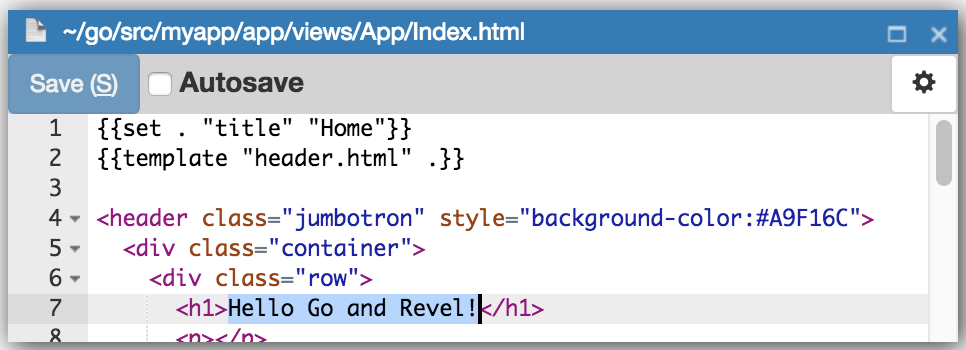 ~/go/src/myapp/app/views/App/Index.html
Save (S) Autosave
1 {{set . "title" "Home"}}
2 {{template "header.html" .}}
3
4 <header class="jumbotron" style="background-color:#A9F16C">
5 <div class="container">
6 <div class="row">
7 <h1>Hello Go and Revel!</h1>
8 <p></p>